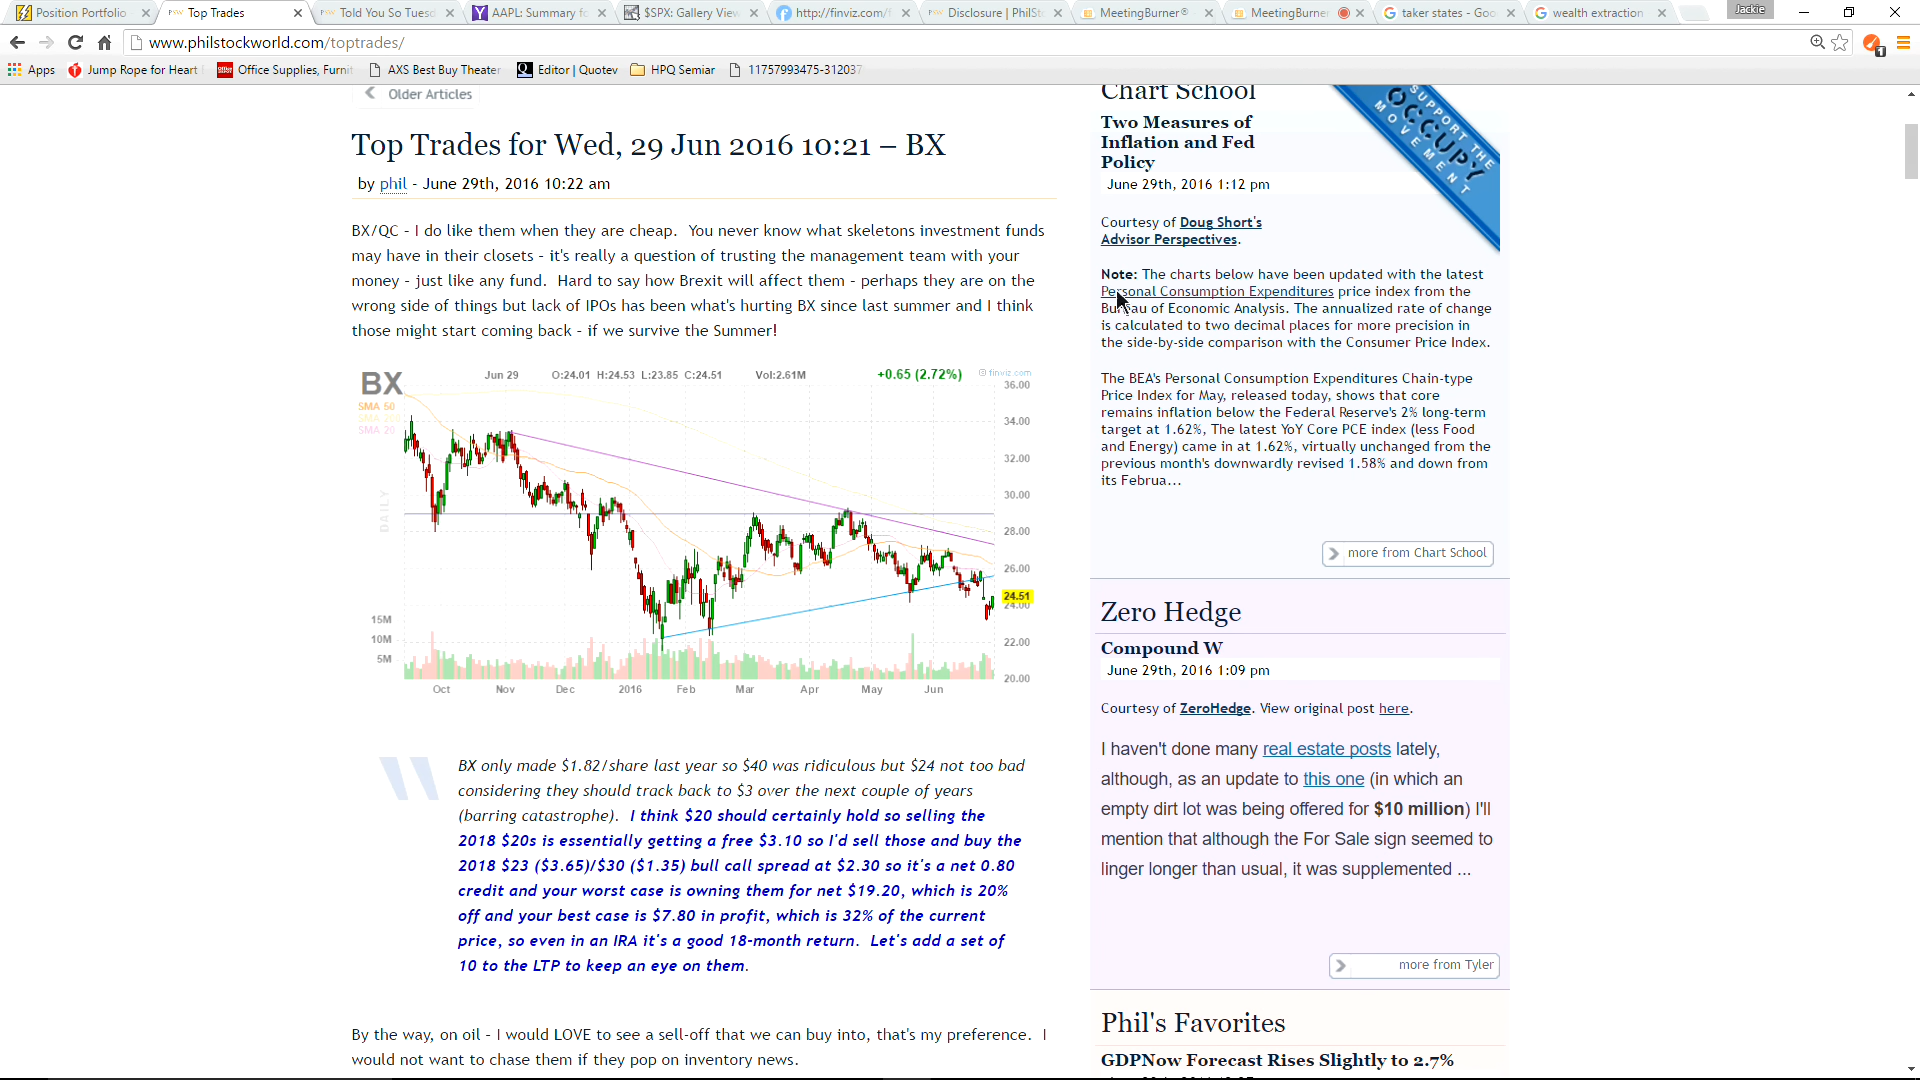 Position Portfolio
Top Trades
Told You So Tuesd
AAPL: Summary fo
$SPX: Gallery View
http://finviz.com/f
Disclosure | PhilSto
MeetingBurner®
MeetingBurner
taker states - Goo
wealth extraction
Jackie
www.philstockworld.com/toptrades/
1
Apps
Jump Rope for Heart
Office Supplies, Furnit
AXS Best Buy Theater
Editor | Quotev
HPQ Semiar
11757993475-312037
Older Articles
Top Trades for Wed, 29 Jun 2016 10:21 – BX
by phil - June 29th, 2016 10:22 am
BX/QC - I do like them when they are cheap. You never know what skeletons investment funds
may have in their closets - it's really a question of trusting the management team with your
money - just like any fund. Hard to say how Brexit will affect them - perhaps they are on the
wrong side of things but lack of IPOs has been what's hurting BX since last summer and I think
those might start coming back - if we survive the Summer!
BX
Jun 29 O:24.01 H:24.53 L:23.85 C:24.51 Vol:2.61M +0.65 (2.72%) © finviz.com
SMA 50
SMA 200
SMA 20
DAILY
36.00
34.00
32.00
30.00
28.00
26.00
24.51
24.00
22.00
20.00
15M
10M
5M
Oct Nov Dec 2016 Feb Mar Apr May Jun
BX only made $1.82/share last year so $40 was ridiculous but $24 not too bad
considering they should track back to $3 over the next couple of years
(barring catastrophe). I think $20 should certainly hold so selling the
2018 $20s is essentially getting a free $3.10 so I'd sell those and buy the
2018 $23 ($3.65)/$30 ($1.35) bull call spread at $2.30 so it's a net 0.80
credit and your worst case is owning them for net $19.20, which is 20%
off and your best case is $7.80 in profit, which is 32% of the current
price, so even in an IRA it's a good 18-month return. Let's add a set of
10 to the LTP to keep an eye on them.
By the way, on oil - I would LOVE to see a sell-off that we can buy into, that's my preference. I
would not want to chase them if they pop on inventory news.
Chart School
SUPPORT THE
OCCUPY
MOVEMENT
Two Measures of
Inflation and Fed
Policy
June 29th, 2016 1:12 pm
Courtesy of Doug Short's
Advisor Perspectives.
Note: The charts below have been updated with the latest
Personal Consumption Expenditures price index from the
Bureau of Economic Analysis. The annualized rate of change
is calculated to two decimal places for more precision in
the side-by-side comparison with the Consumer Price Index.
The BEA's Personal Consumption Expenditures Chain-type
Price Index for May, released today, shows that core
remains inflation below the Federal Reserve's 2% long-term
target at 1.62%, The latest YoY Core PCE index (less Food
and Energy) came in at 1.62%, virtually unchanged from the
previous month's downwardly revised 1.58% and down from
its Februa...
more from Chart School
Zero Hedge
Compound W
June 29th, 2016 1:09 pm
Courtesy of ZeroHedge. View original post here.
I haven't done many real estate posts lately,
although, as an update to this one (in which an
empty dirt lot was being offered for $10 million) I'll
mention that although the For Sale sign seemed to
linger longer than usual, it was supplemented ...
more from Tyler
Phil's Favorites
GDPNow Forecast Rises Slightly to 2.7%